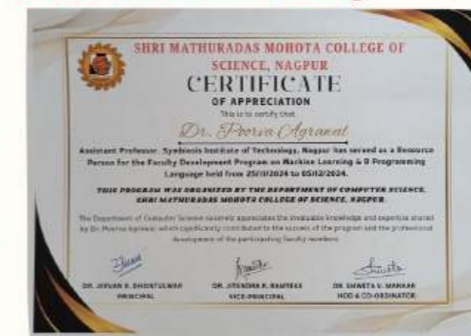 SHRI MATHURADAS MOHOTA COLLEGE OF
SCIENCE, NAGPUR
CERTIFICATE
OF APPRECIATION
This is to certify that
Dr. Poorva Agrawal
Assistant Professor, Symbiosis Institute of Technology, Nagpur has served as a Resource
Person for the Faculty Development Program on Machine Learning & R Programming
Language held from 25/11/2024 to 05/12/2024.
THIS PROGRAM WAS ORGANIZED BY THE DEPARTMENT OF COMPUTER SCIENCE,
SHRI MATHURADAS MOHOTA COLLEGE OF SCIENCE, NAGPUR.
The Department of Computer Science sincerely appreciates the invaluable knowledge and expertise shared
by Dr. Poorva Agrawal, which significantly contributed to the success of the program and the professional
development of the participating faculty members.
DR. JEEVAN R. DHONTULWAR
DR. JITENDRA R. RAMTEKE
DR. SHWETA V. MANKAR
PRINCIPAL
VICE-PRINCIPAL
HOD & CO-ORDINATOR